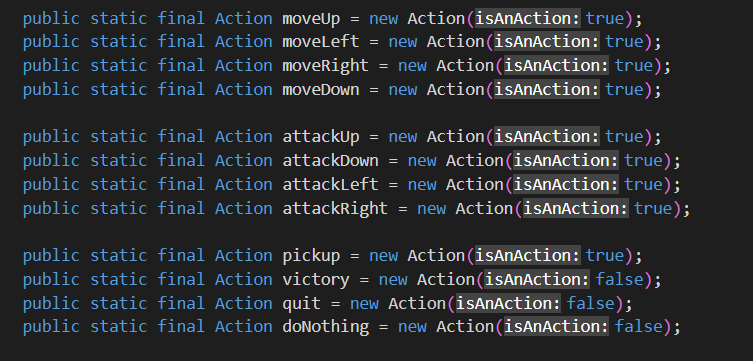 public static final Action moveUp = new Action(isAnAction: true);
public static final Action moveLeft = new Action(isAnAction: true);
public static final Action moveRight = new Action(isAnAction: true);
public static final Action moveDown = new Action(isAnAction: true);
public static final Action attackUp = new Action(isAnAction: true);
public static final Action attackDown = new Action(isAnAction: true);
public static final Action attackLeft = new Action(isAnAction: true);
public static final Action attackRight = new Action(isAnAction: true);
public static final Action pickup = new Action(isAnAction: true);
public static final Action victory = new Action(isAnAction: false);
public static final Action quit = new Action(isAnAction: false);
public static final Action doNothing = new Action(isAnAction: false);